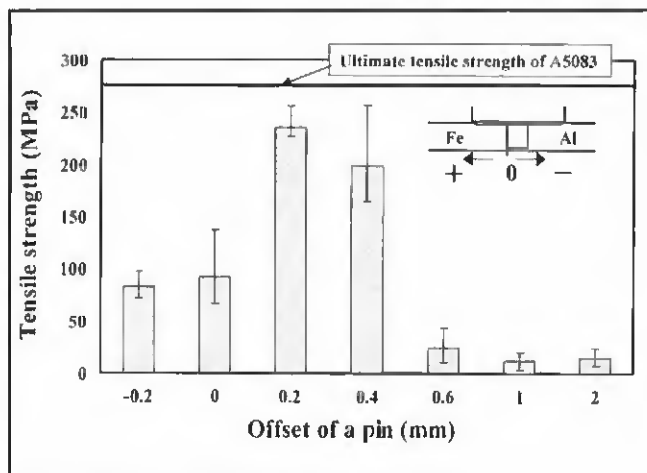 Ultimate tensile strength of A5083
300
250
200
150
100
50
0
Tensile strength (MPa)
Fe Al
+ 0 −
-0.2 0 0.2 0.4 0.6 1 2
Offset of a pin (mm)